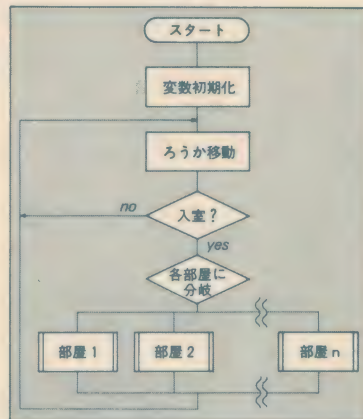 スタート
変数初期化
ろうか移動
入室?
no
yes
各部屋に
分岐
部屋1
部屋2
部屋n